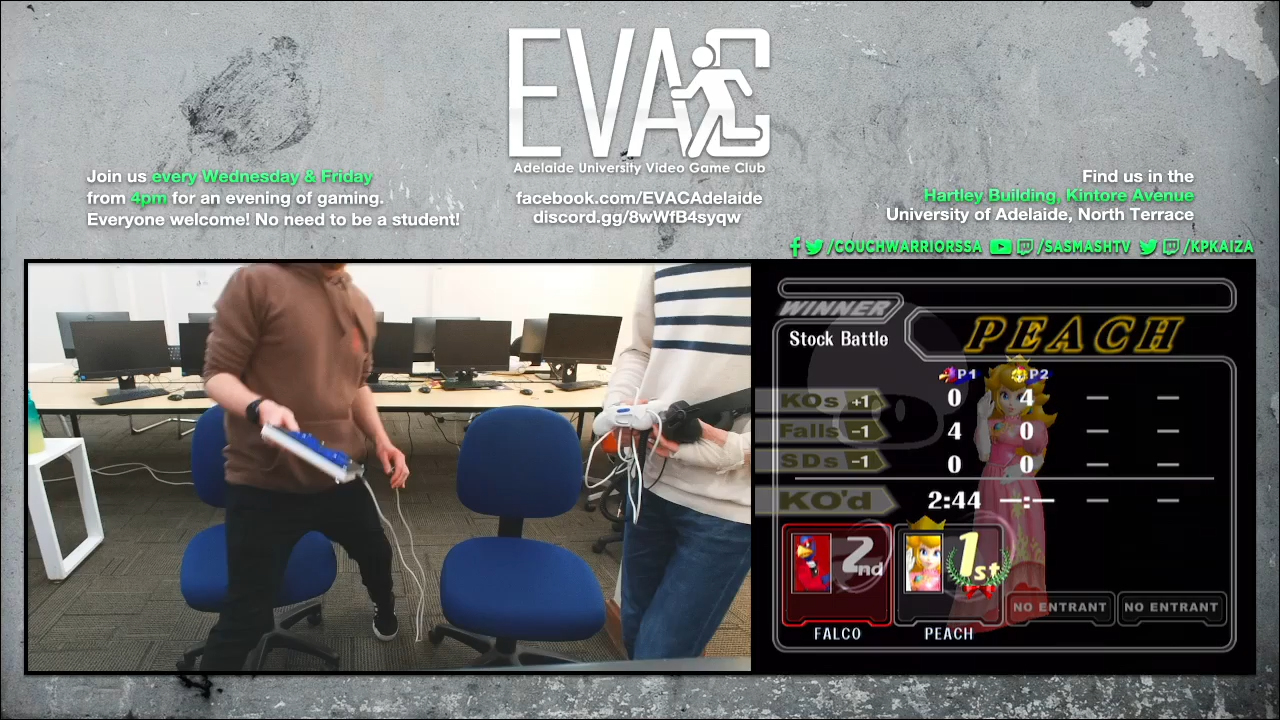 EVAC
Adelaide University Video Game Club
Join us every Wednesday & Friday
from 4pm for an evening of gaming.
Everyone welcome! No need to be a student!
facebook.com/EVACAdelaide
discord.gg/8wWfB4syqw
Find us in the
Hartley Building, Kintore Avenue
University of Adelaide, North Terrace
/COUCHWARRIORSSA /SASMASHTV /KPKAIZA
WINNER
PEACH
Stock Battle
P1 P2
KOs +1 0 4 — —
Falls -1 4 0 — —
SDs -1 0 0 — —
KO'd 2:44 —:— — —
2nd 1st
NO ENTRANT NO ENTRANT
FALCO PEACH